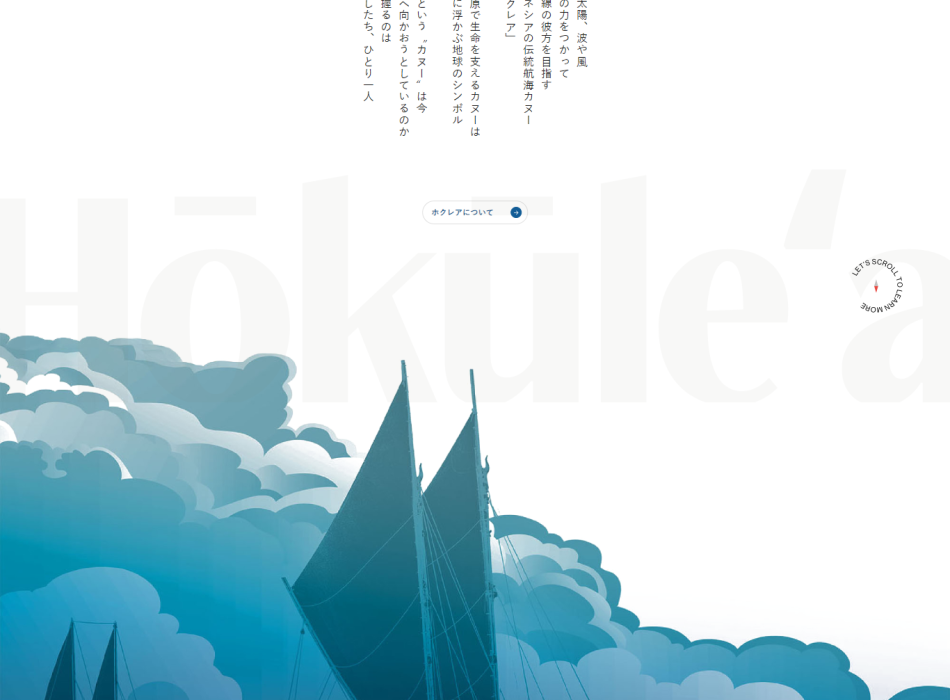 太陽、波や風、
の力をつかって
線の彼方を目指す
ネシアの伝統航海カヌー
クレア」
原で生命を支えるカヌーは
に浮かぶ地球のシンボル
という〝カヌー〟は今
へ向かおうとしているのか
握るのは
したち、ひとり一人
Hōkūleʻa
ホクレアについて
LET'S SCROLL TO LEARN MORE